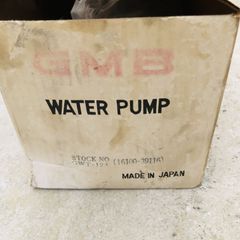 GMB
WATER PUMP
STOCK NO (16100-39116)
MADE IN JAPAN